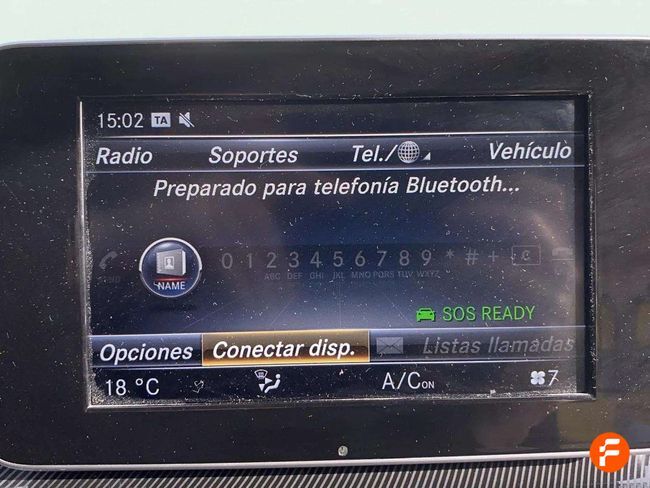 15:02 TA
Radio Soportes Tel./ Vehículo
Preparado para telefonía Bluetooth...
NAME 0 1 2 3 4 5 6 7 8 9 * # +
ABC DEF GHI JKL MNO PQRS TUV WXYZ
SOS READY
Opciones Conectar disp. Listas llamadas
18 °C A/C ON 7